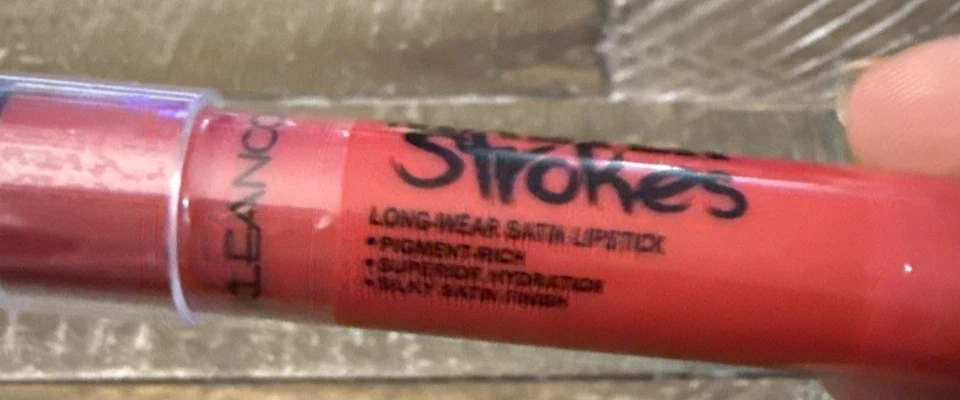 Strokes
LONG-WEAR SATIN LIPSTICK
• PIGMENT-RICH
• SUPERIOR HYDRATION
• SILKY SATIN FINISH